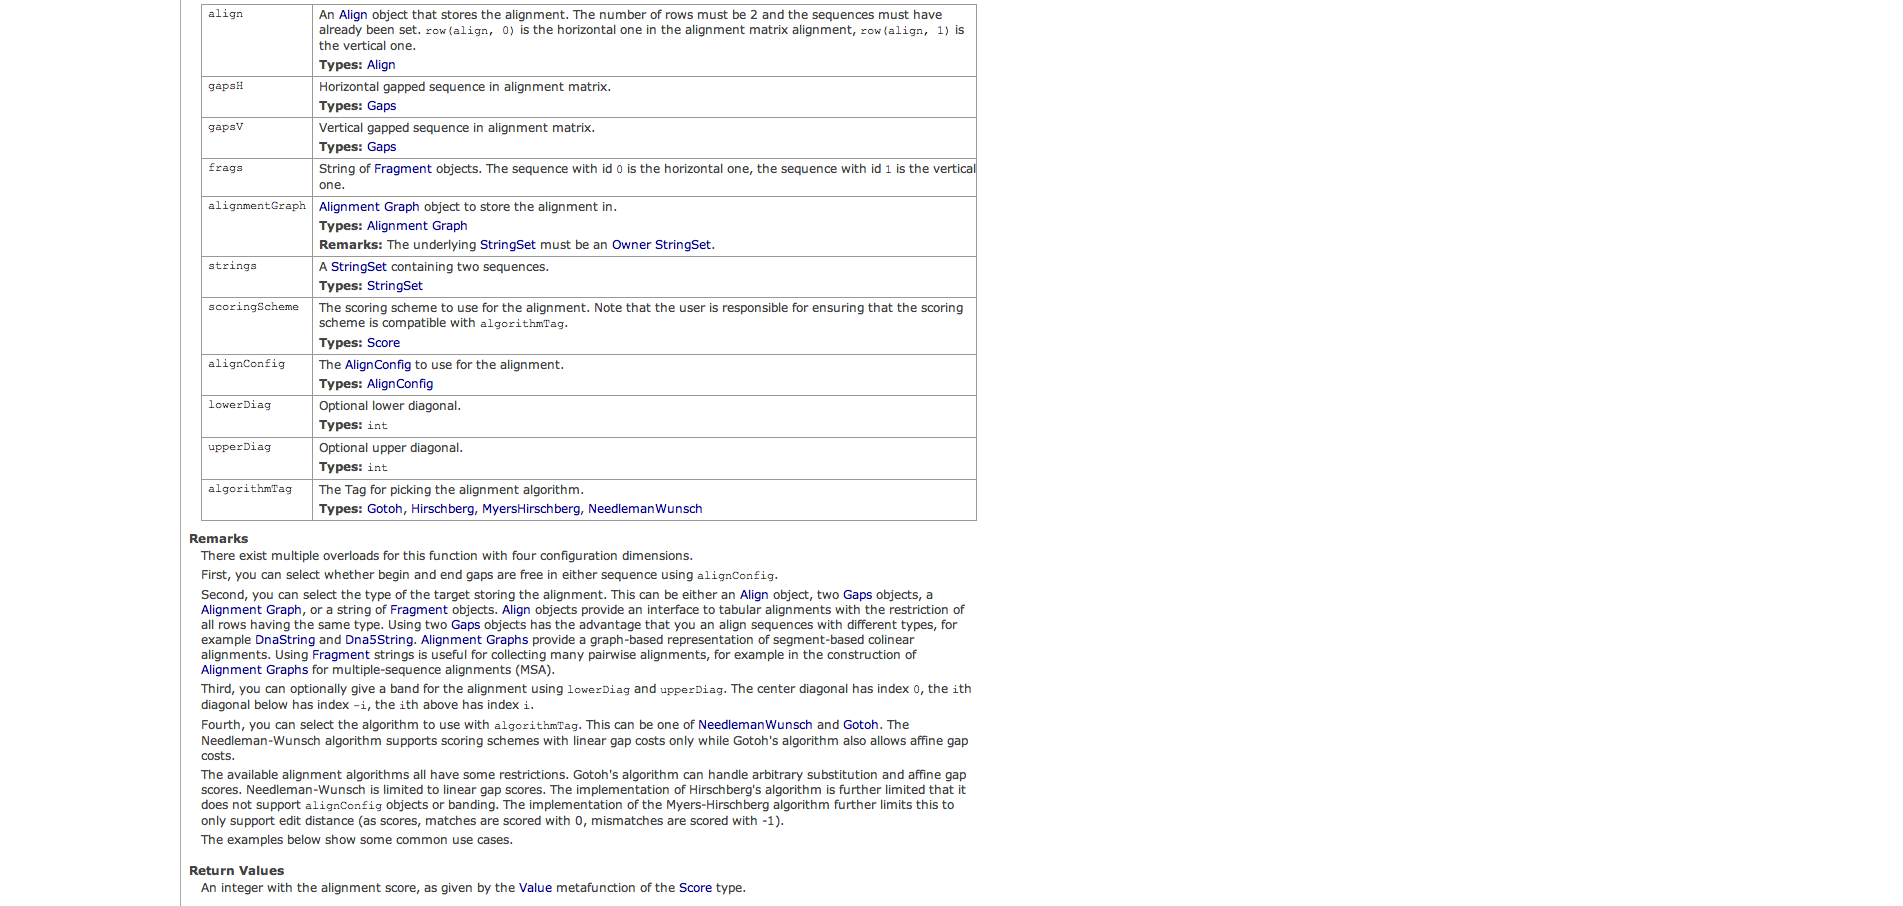 align
An Align object that stores the alignment. The number of rows must be 2 and the sequences must have
already been set. row(align, 0) is the horizontal one in the alignment matrix alignment, row(align, 1) is
the vertical one.
Types: Align
gapsH
Horizontal gapped sequence in alignment matrix.
Types: Gaps
gapsV
Vertical gapped sequence in alignment matrix.
Types: Gaps
frags
String of Fragment objects. The sequence with id 0 is the horizontal one, the sequence with id 1 is the vertical
one.
alignmentGraph
Alignment Graph object to store the alignment in.
Types: Alignment Graph
Remarks: The underlying StringSet must be an Owner StringSet.
strings
A StringSet containing two sequences.
Types: StringSet
scoringScheme
The scoring scheme to use for the alignment. Note that the user is responsible for ensuring that the scoring
scheme is compatible with algorithmTag.
Types: Score
alignConfig
The AlignConfig to use for the alignment.
Types: AlignConfig
lowerDiag
Optional lower diagonal.
Types: int
upperDiag
Optional upper diagonal.
Types: int
algorithmTag
The Tag for picking the alignment algorithm.
Types: Gotoh, Hirschberg, MyersHirschberg, NeedlemanWunsch
Remarks
There exist multiple overloads for this function with four configuration dimensions.
First, you can select whether begin and end gaps are free in either sequence using alignConfig.
Second, you can select the type of the target storing the alignment. This can be either an Align object, two Gaps objects, a
Alignment Graph, or a string of Fragment objects. Align objects provide an interface to tabular alignments with the restriction of
all rows having the same type. Using two Gaps objects has the advantage that you an align sequences with different types, for
example DnaString and Dna5String. Alignment Graphs provide a graph-based representation of segment-based colinear
alignments. Using Fragment strings is useful for collecting many pairwise alignments, for example in the construction of
Alignment Graphs for multiple-sequence alignments (MSA).
Third, you can optionally give a band for the alignment using lowerDiag and upperDiag. The center diagonal has index 0, the ith
diagonal below has index -i, the ith above has index i.
Fourth, you can select the algorithm to use with algorithmTag. This can be one of NeedlemanWunsch and Gotoh. The
Needleman-Wunsch algorithm supports scoring schemes with linear gap costs only while Gotoh's algorithm also allows affine gap
costs.
The available alignment algorithms all have some restrictions. Gotoh's algorithm can handle arbitrary substitution and affine gap
scores. Needleman-Wunsch is limited to linear gap scores. The implementation of Hirschberg's algorithm is further limited that it
does not support alignConfig objects or banding. The implementation of the Myers-Hirschberg algorithm further limits this to
only support edit distance (as scores, matches are scored with 0, mismatches are scored with -1).
The examples below show some common use cases.
Return Values
An integer with the alignment score, as given by the Value metafunction of the Score type.